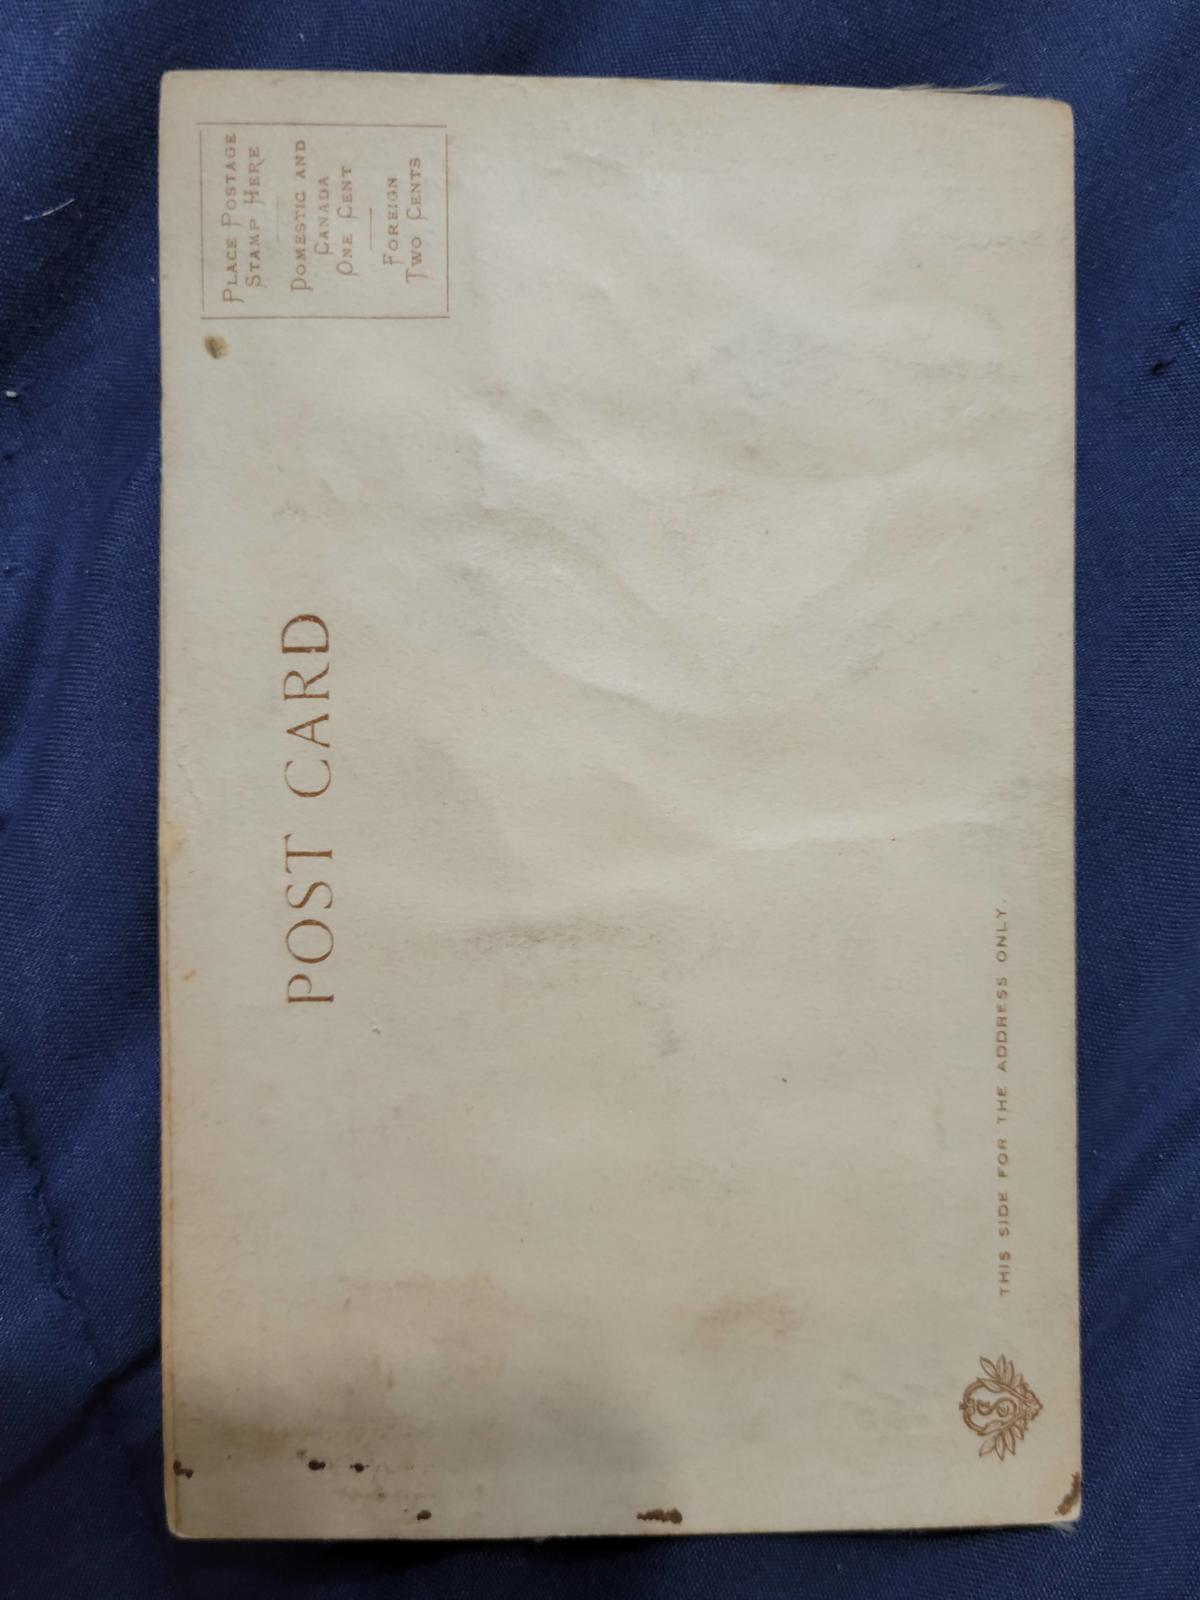 PLACE POSTAGE
STAMP HERE
DOMESTIC AND
CANADA
ONE CENT
FOREIGN
TWO CENTS
POST CARD
THIS SIDE FOR THE ADDRESS ONLY.